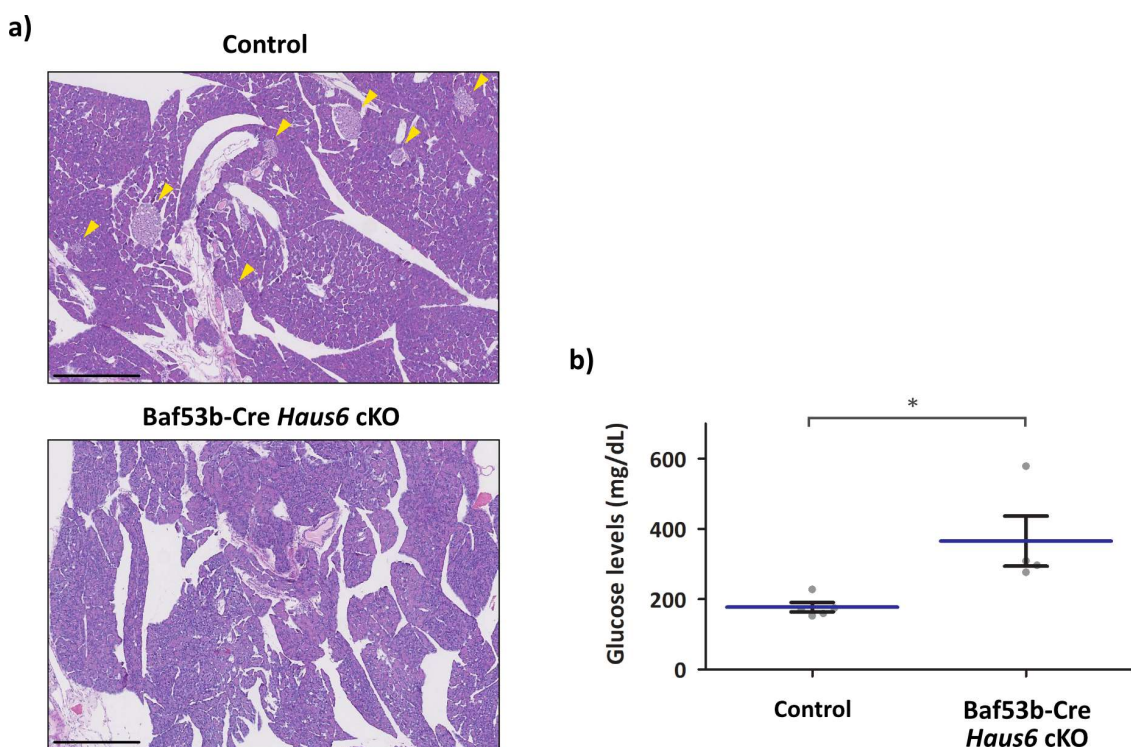 a)
Control
Baf53b-Cre Haus6 cKO
b)
*
Glucose levels (mg/dL)
600
400
200
0
Control
Baf53b-Cre
Haus6 cKO